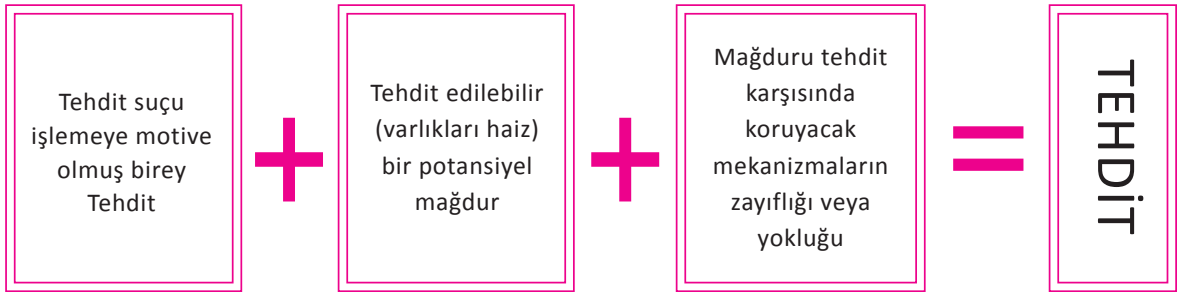 Tehdit suçu
işlemeye motive
olmuş birey
Tehdit
+
Tehdit edilebilir
(varlıkları haiz)
bir potansiyel
mağdur
+
Mağduru tehdit
karşısında
koruyacak
mekanizmaların
zayıflığı veya
yokluğu
=
TEHDİT